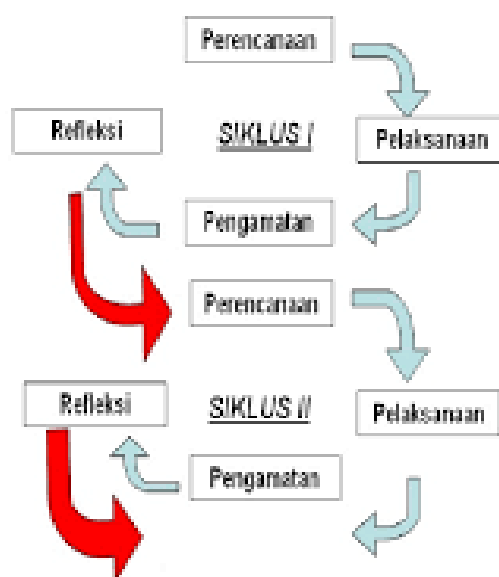 Perencanaan
Refleksi
SIKLUS I
Pelaksanaan
Pengamatan
Perencanaan
Refleksi
SIKLUS II
Pelaksanaan
Pengamatan